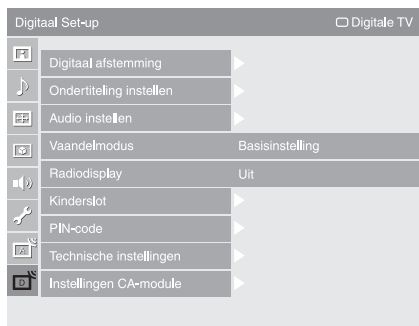 Digitaal Set-up Digitale TV
Digitaal afstemming
Ondertiteling instellen
Audio instellen
Vaandelmodus Basisinstelling
Radiodisplay Uit
Kinderslot
PIN-code
Technische instellingen
Instellingen CA-module
A
D